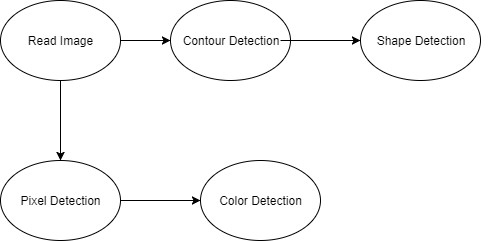 Read Image
Contour Detection
Shape Detection
Pixel Detection
Color Detection